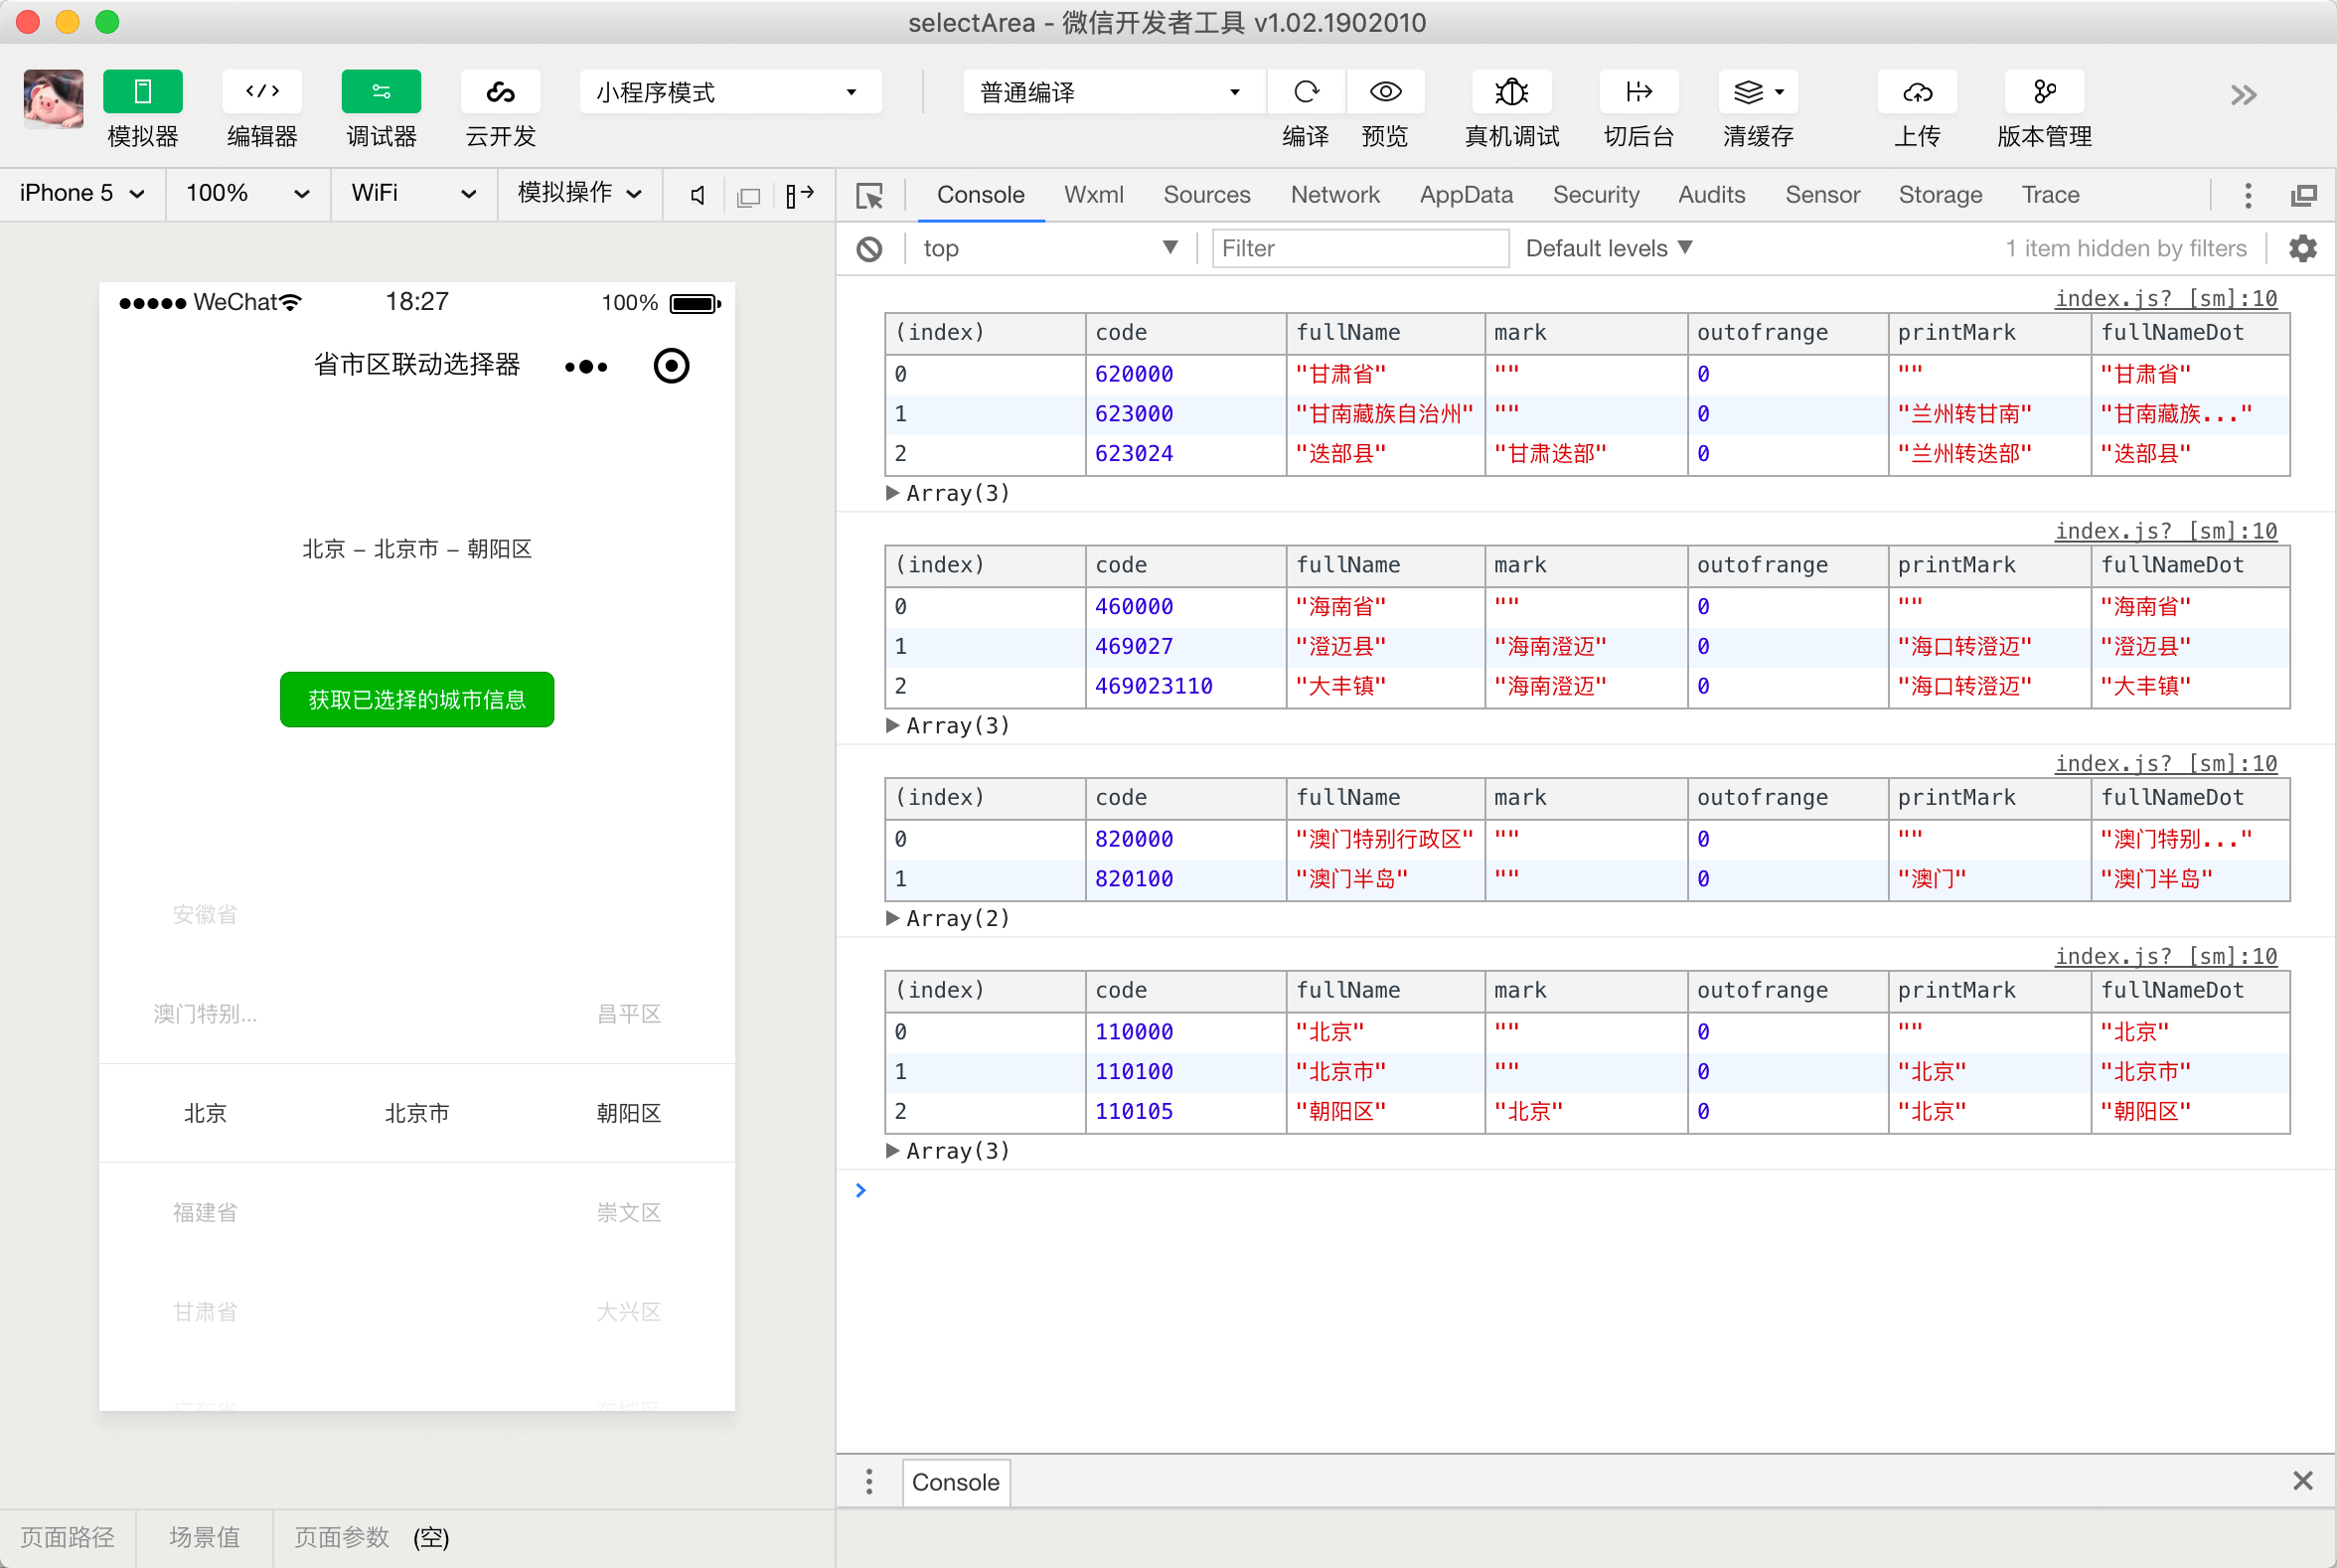 selectArea - 微信开发者工具 v1.02.1902010
模拟器 编辑器 调试器 云开发 小程序模式 普通编译 编译 预览 真机调试 切后台 清缓存 上传 版本管理
iPhone 5 100% WiFi 模拟操作
Console Wxml Sources Network AppData Security Audits Sensor Storage Trace
top Filter Default levels 1 item hidden by filters
WeChat 18:27 100%
省市区联动选择器
北京 – 北京市 – 朝阳区
获取已选择的城市信息
安徽省
澳门特别... 昌平区
北京 北京市 朝阳区
福建省 崇文区
甘肃省 大兴区
广东省 东城区
index.js? [sm]:10
(index) code fullName mark outofrange printMark fullNameDot
0 620000 "甘肃省" "" 0 "" "甘肃省"
1 623000 "甘南藏族自治州" "" 0 "兰州转甘南" "甘南藏族..."
2 623024 "迭部县" "甘肃迭部" 0 "兰州转迭部" "迭部县"
Array(3)
index.js? [sm]:10
(index) code fullName mark outofrange printMark fullNameDot
0 460000 "海南省" "" 0 "" "海南省"
1 469027 "澄迈县" "海南澄迈" 0 "海口转澄迈" "澄迈县"
2 469023110 "大丰镇" "海南澄迈" 0 "海口转澄迈" "大丰镇"
Array(3)
index.js? [sm]:10
(index) code fullName mark outofrange printMark fullNameDot
0 820000 "澳门特别行政区" "" 0 "" "澳门特别..."
1 820100 "澳门半岛" "" 0 "澳门" "澳门半岛"
Array(2)
index.js? [sm]:10
(index) code fullName mark outofrange printMark fullNameDot
0 110000 "北京" "" 0 "" "北京"
1 110100 "北京市" "" 0 "北京" "北京市"
2 110105 "朝阳区" "北京" 0 "北京" "朝阳区"
Array(3)
Console
页面路径 场景值 页面参数 (空)